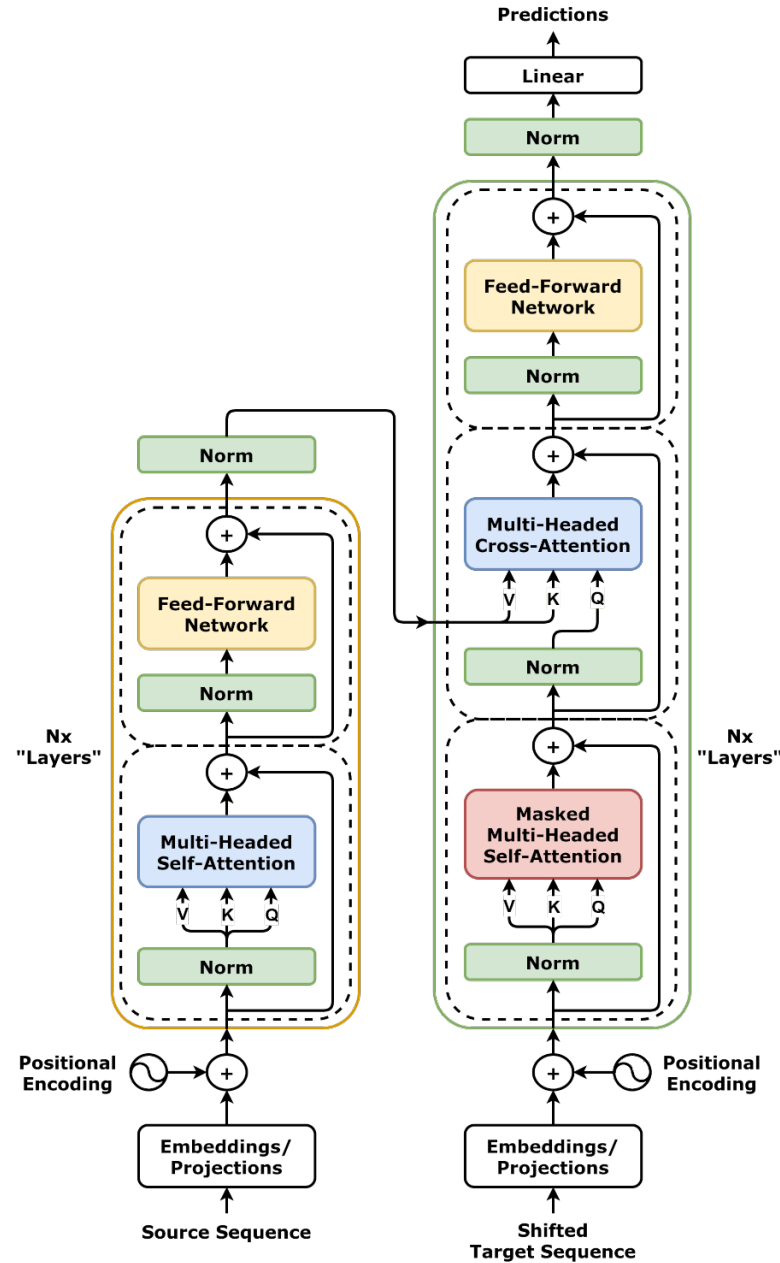 Predictions
Linear
Norm
+
Feed-Forward
Network
Norm
+
Multi-Headed
Cross-Attention
V K Q
Norm
+
Masked
Multi-Headed
Self-Attention
V K Q
Norm
Nx
"Layers"
+
Positional
Encoding
Embeddings/
Projections
Shifted
Target Sequence
Norm
+
Feed-Forward
Network
Norm
+
Multi-Headed
Self-Attention
V K Q
Norm
Nx
"Layers"
Positional
Encoding
+
Embeddings/
Projections
Source Sequence